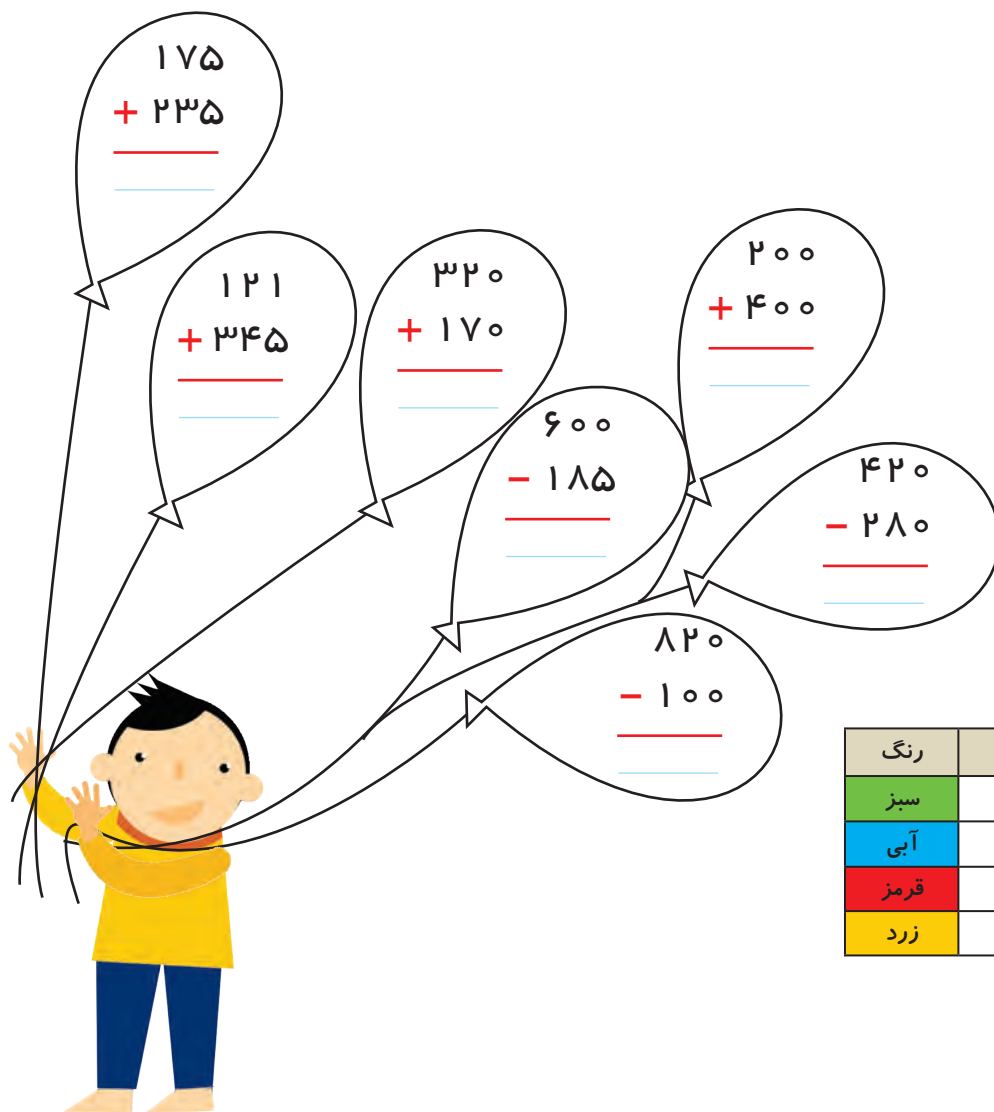 ۱۷۵
+ ۲۳۵
۱۲۱
+ ۳۴۵
۳۲۰
+ ۱۷۰
۲۰۰
+ ۴۰۰
۶۰۰
- ۱۸۵
۴۲۰
- ۲۸۰
۸۲۰
- ۱۰۰
رنگ
سبز
آبی
قرمز
زرد